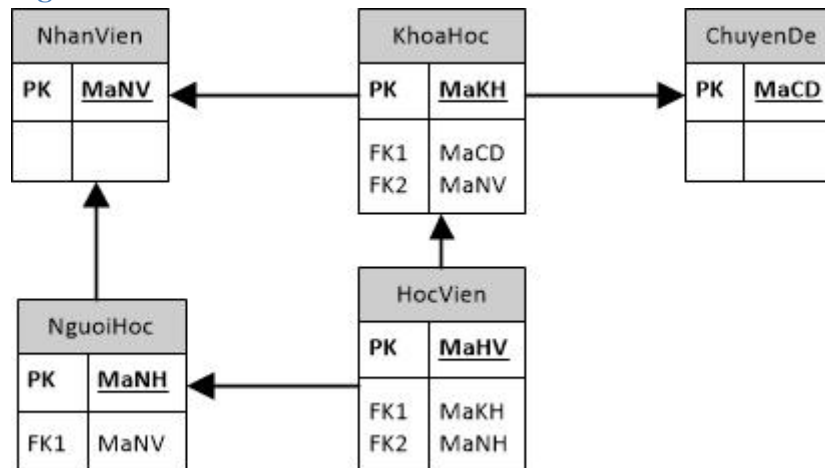 NhanVien
PK MaNV
KhoaHoc
PK MaKH
FK1 MaCD
FK2 MaNV
ChuyenDe
PK MaCD
NguoiHoc
PK MaNH
FK1 MaNV
HocVien
PK MaHV
FK1 MaKH
FK2 MaNH